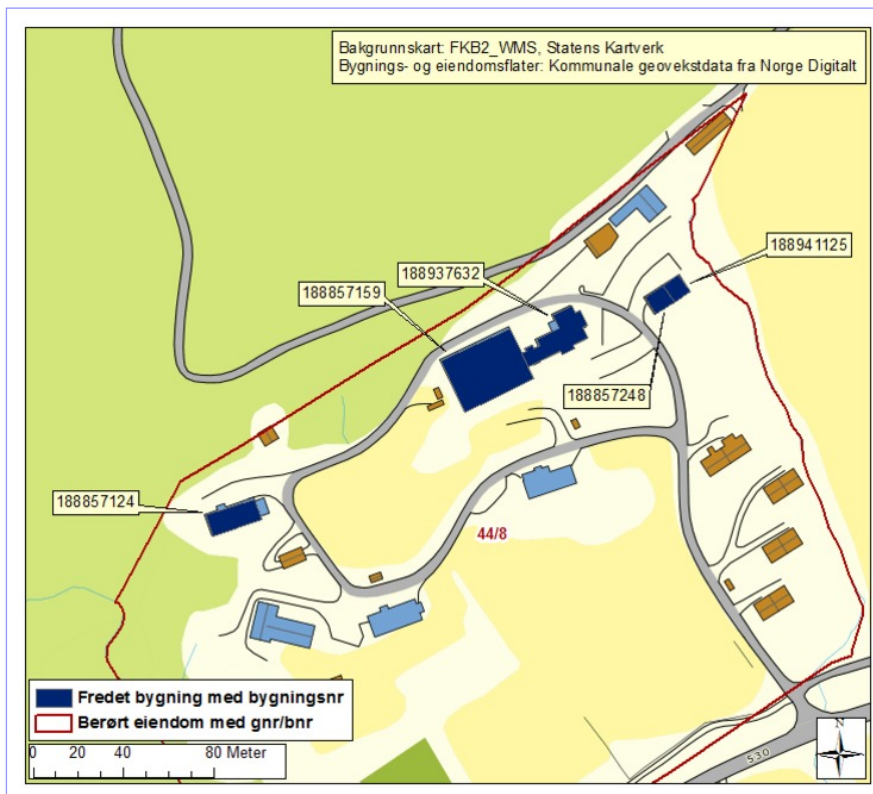 Bakgrunnskart: FKB2_WMS, Statens Kartverk
Bygnings- og eiendomsflater: Kommunale geovekstdata fra Norge Digitalt
188941125
188937632
188857159
188857248
188857124
44/8
Fredet bygning med bygningsnr
Berørt eiendom med gnr/bnr
0 20 40 80 Meter
530
N